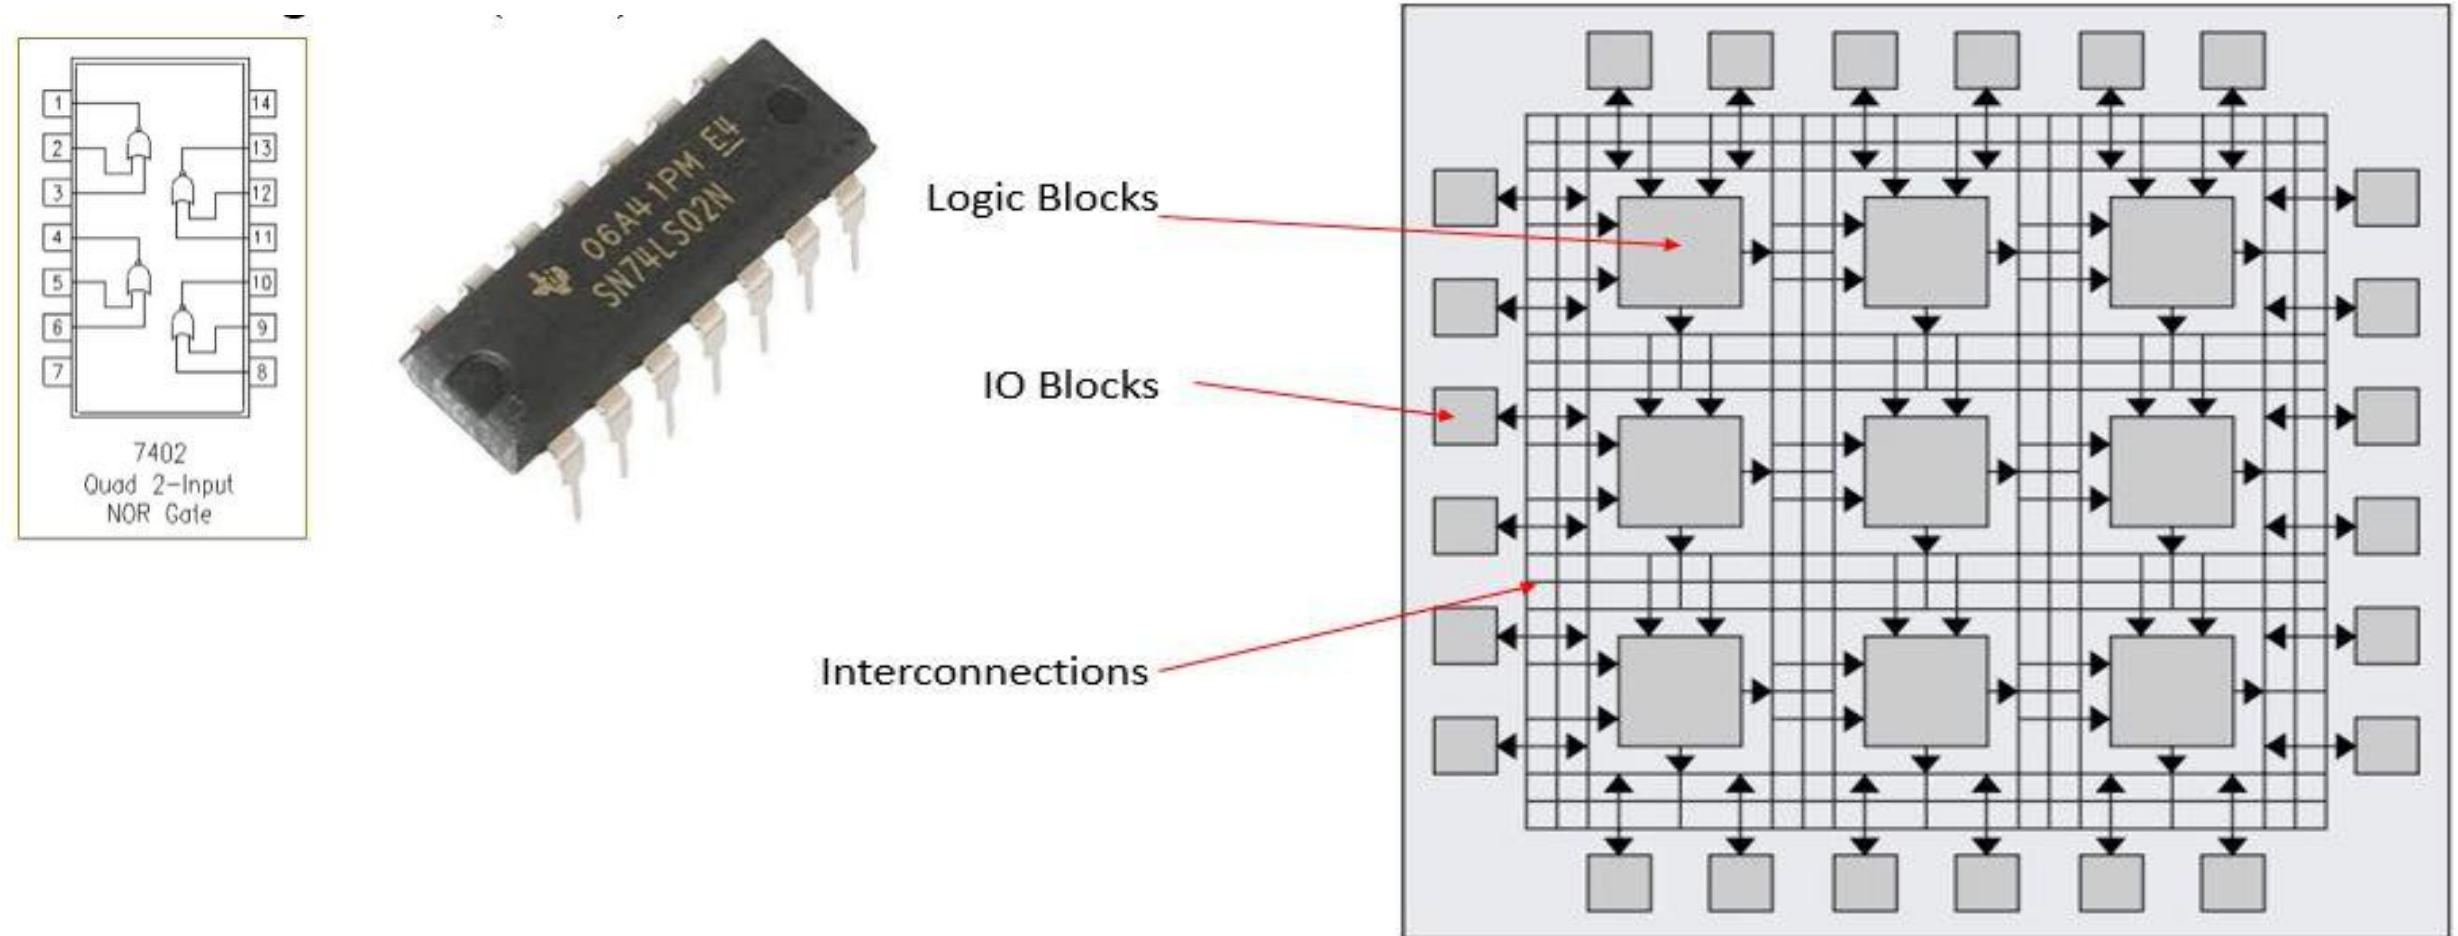 1
2
3
4
5
6
7
14
13
12
11
10
9
8
7402
Quad 2-Input
NOR Gate
06A41PM E4
SN74LS02N
Logic Blocks
IO Blocks
Interconnections